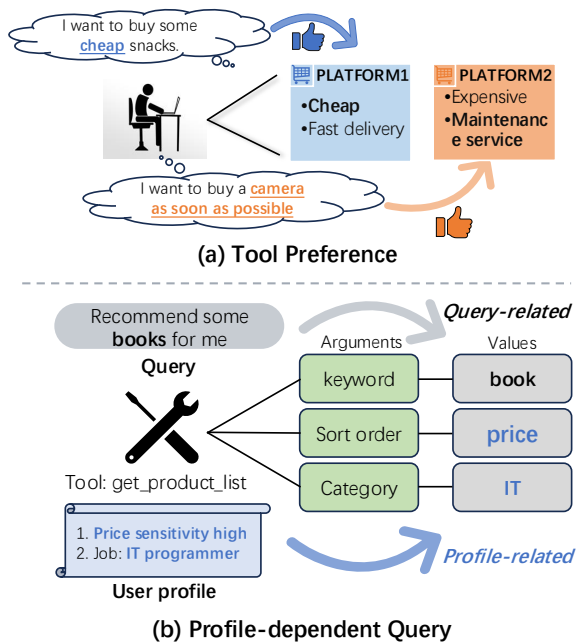 I want to buy some
cheap snacks.
PLATFORM1
•Cheap
•Fast delivery
PLATFORM2
•Expensive
•Maintenanc
e service
I want to buy a camera
as soon as possible
(a) Tool Preference
Recommend some
books for me
Query
Query-related
Arguments
Values
keyword
book
Sort order
price
Category
IT
Tool: get_product_list
1. Price sensitivity high
2. Job: IT programmer
User profile
Profile-related
(b) Profile-dependent Query